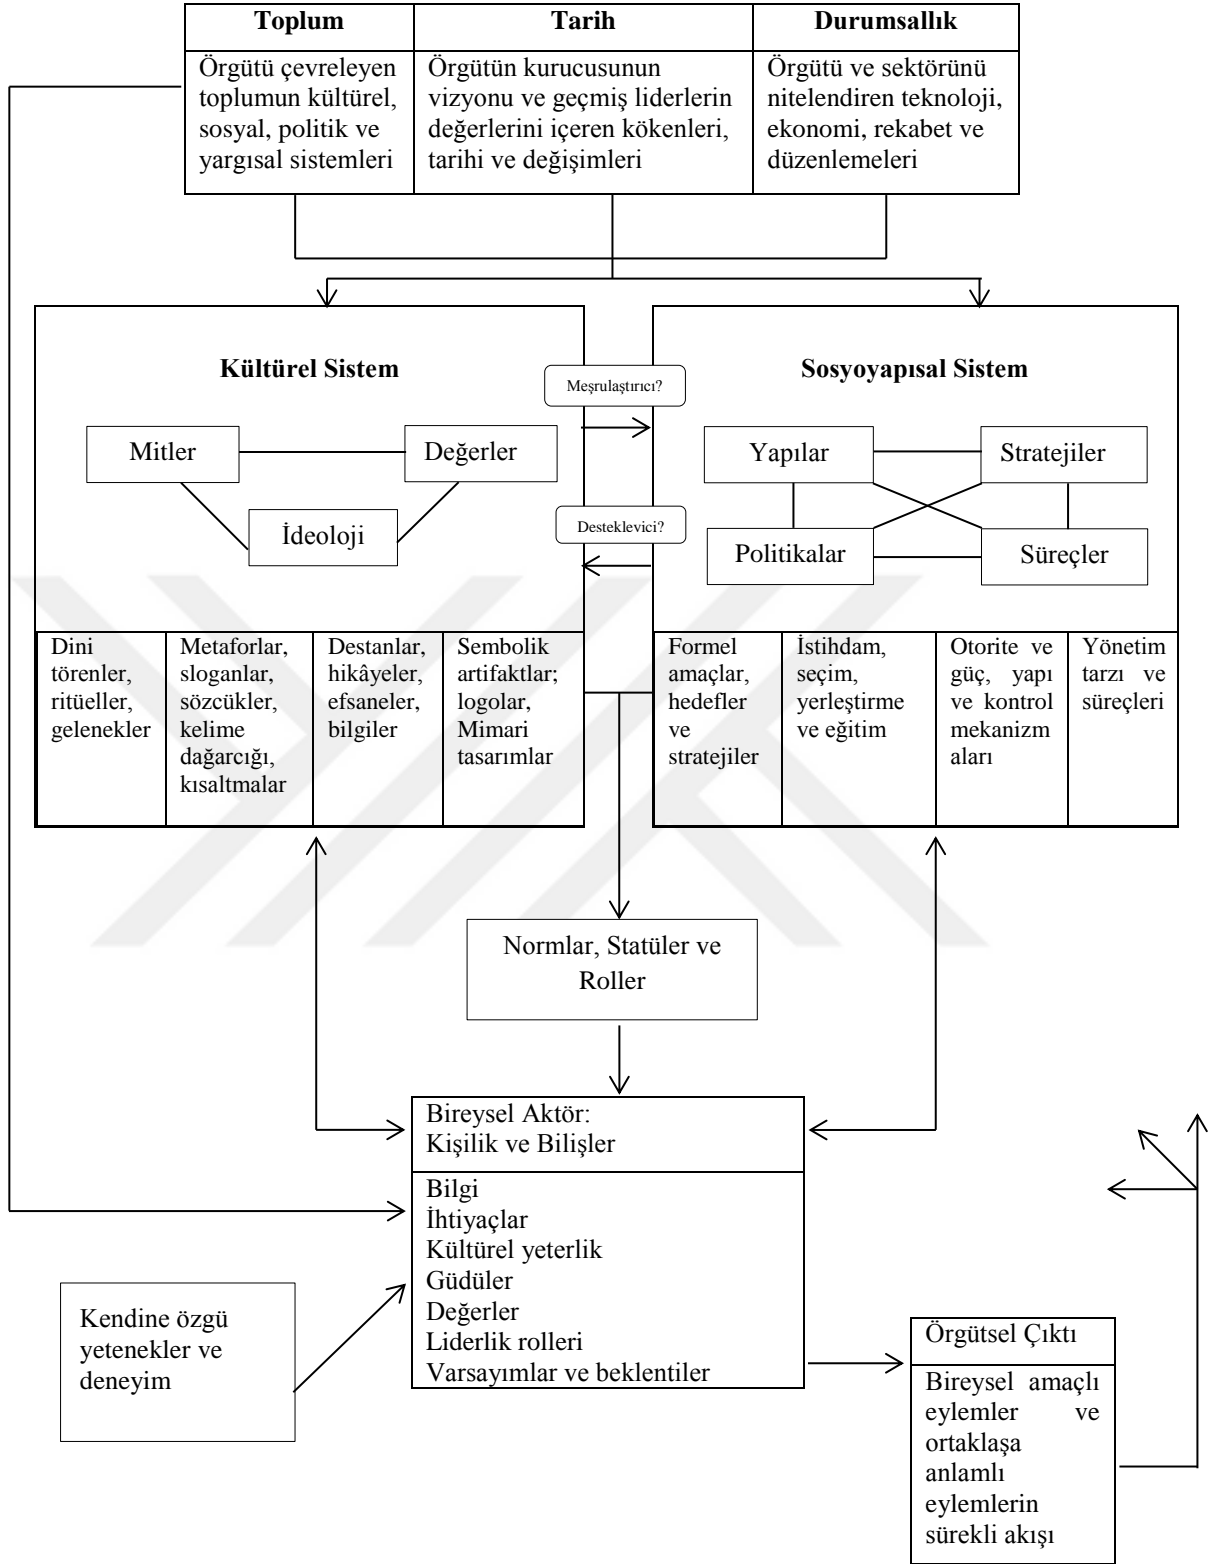 Toplum
Tarih
Durumsallık
Örgütü çevreleyen
toplumun kültürel,
sosyal, politik ve
yargısal sistemleri
Örgütün kurucusunun
vizyonu ve geçmiş liderlerin
değerlerini içeren kökenleri,
tarihi ve değişimleri
Örgütü ve sektörünü
nitelendiren teknoloji,
ekonomi, rekabet ve
düzenlemeleri
Kültürel Sistem
Meşrulaştırıcı?
Sosyoyapısal Sistem
Mitler
Değerler
İdeoloji
Desteklevici?
Yapılar
Stratejiler
Politikalar
Süreçler
Dini
törenler,
ritüeller,
gelenekler
Metaforlar,
sloganlar,
sözcükler,
kelime
dağarcığı,
kısaltmalar
Destanlar,
hikâyeler,
efsaneler,
bilgiler
Sembolik
artifaktlar;
logolar,
Mimari
tasarımlar
Formel
amaçlar,
hedefler
ve
stratejiler
İstihdam,
seçim,
yerleştirme
ve eğitim
Otorite ve
güç, yapı
ve kontrol
mekanizm
aları
Yönetim
tarzı ve
süreçleri
Normlar, Statüler ve
Roller
Bireysel Aktör:
Kişilik ve Bilişler
Bilgi
İhtiyaçlar
Kültürel yeterlik
Güdüler
Değerler
Liderlik rolleri
Varsayımlar ve beklentiler
Kendine özgü
yetenekler ve
deneyim
Örgütsel Çıktı
Bireysel amaçlı
eylemler ve
ortaklaşa
anlamlı
eylemlerin
sürekli akışı